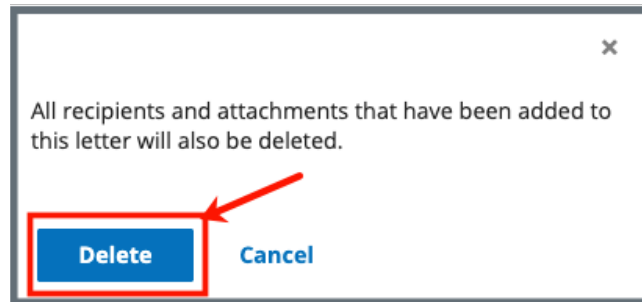 All recipients and attachments that have been added to
this letter will also be deleted.
Delete Cancel